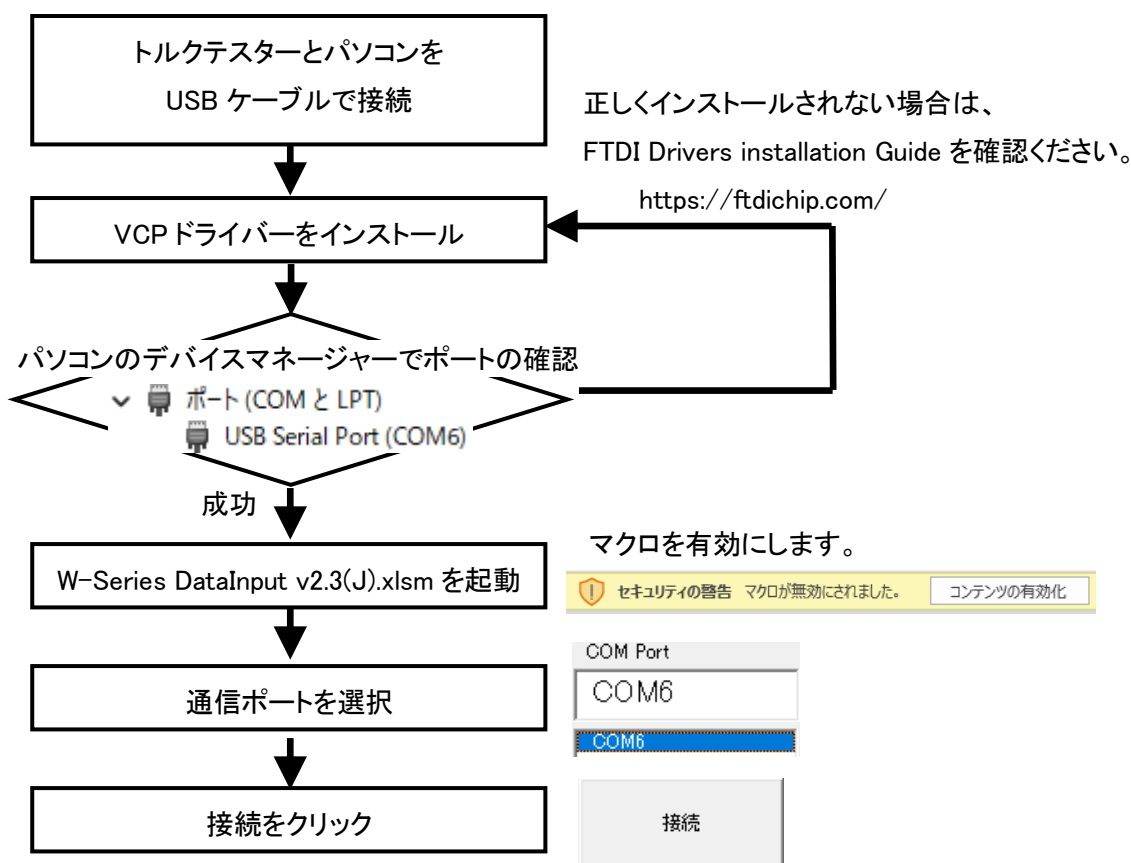 トルクテスターとパソコンを
USB ケーブルで接続
正しくインストールされない場合は、
FTDI Drivers installation Guide を確認ください。
https://ftdichip.com/
VCP ドライバーをインストール
パソコンのデバイスマネージャーでポートの確認
ポート (COM と LPT)
USB Serial Port (COM6)
成功
W-Series DataInput v2.3(J).xlsm を起動
マクロを有効にします。
セキュリティの警告 マクロが無効にされました。 コンテンツの有効化
通信ポートを選択
COM Port
COM6
COM6
接続をクリック
接続